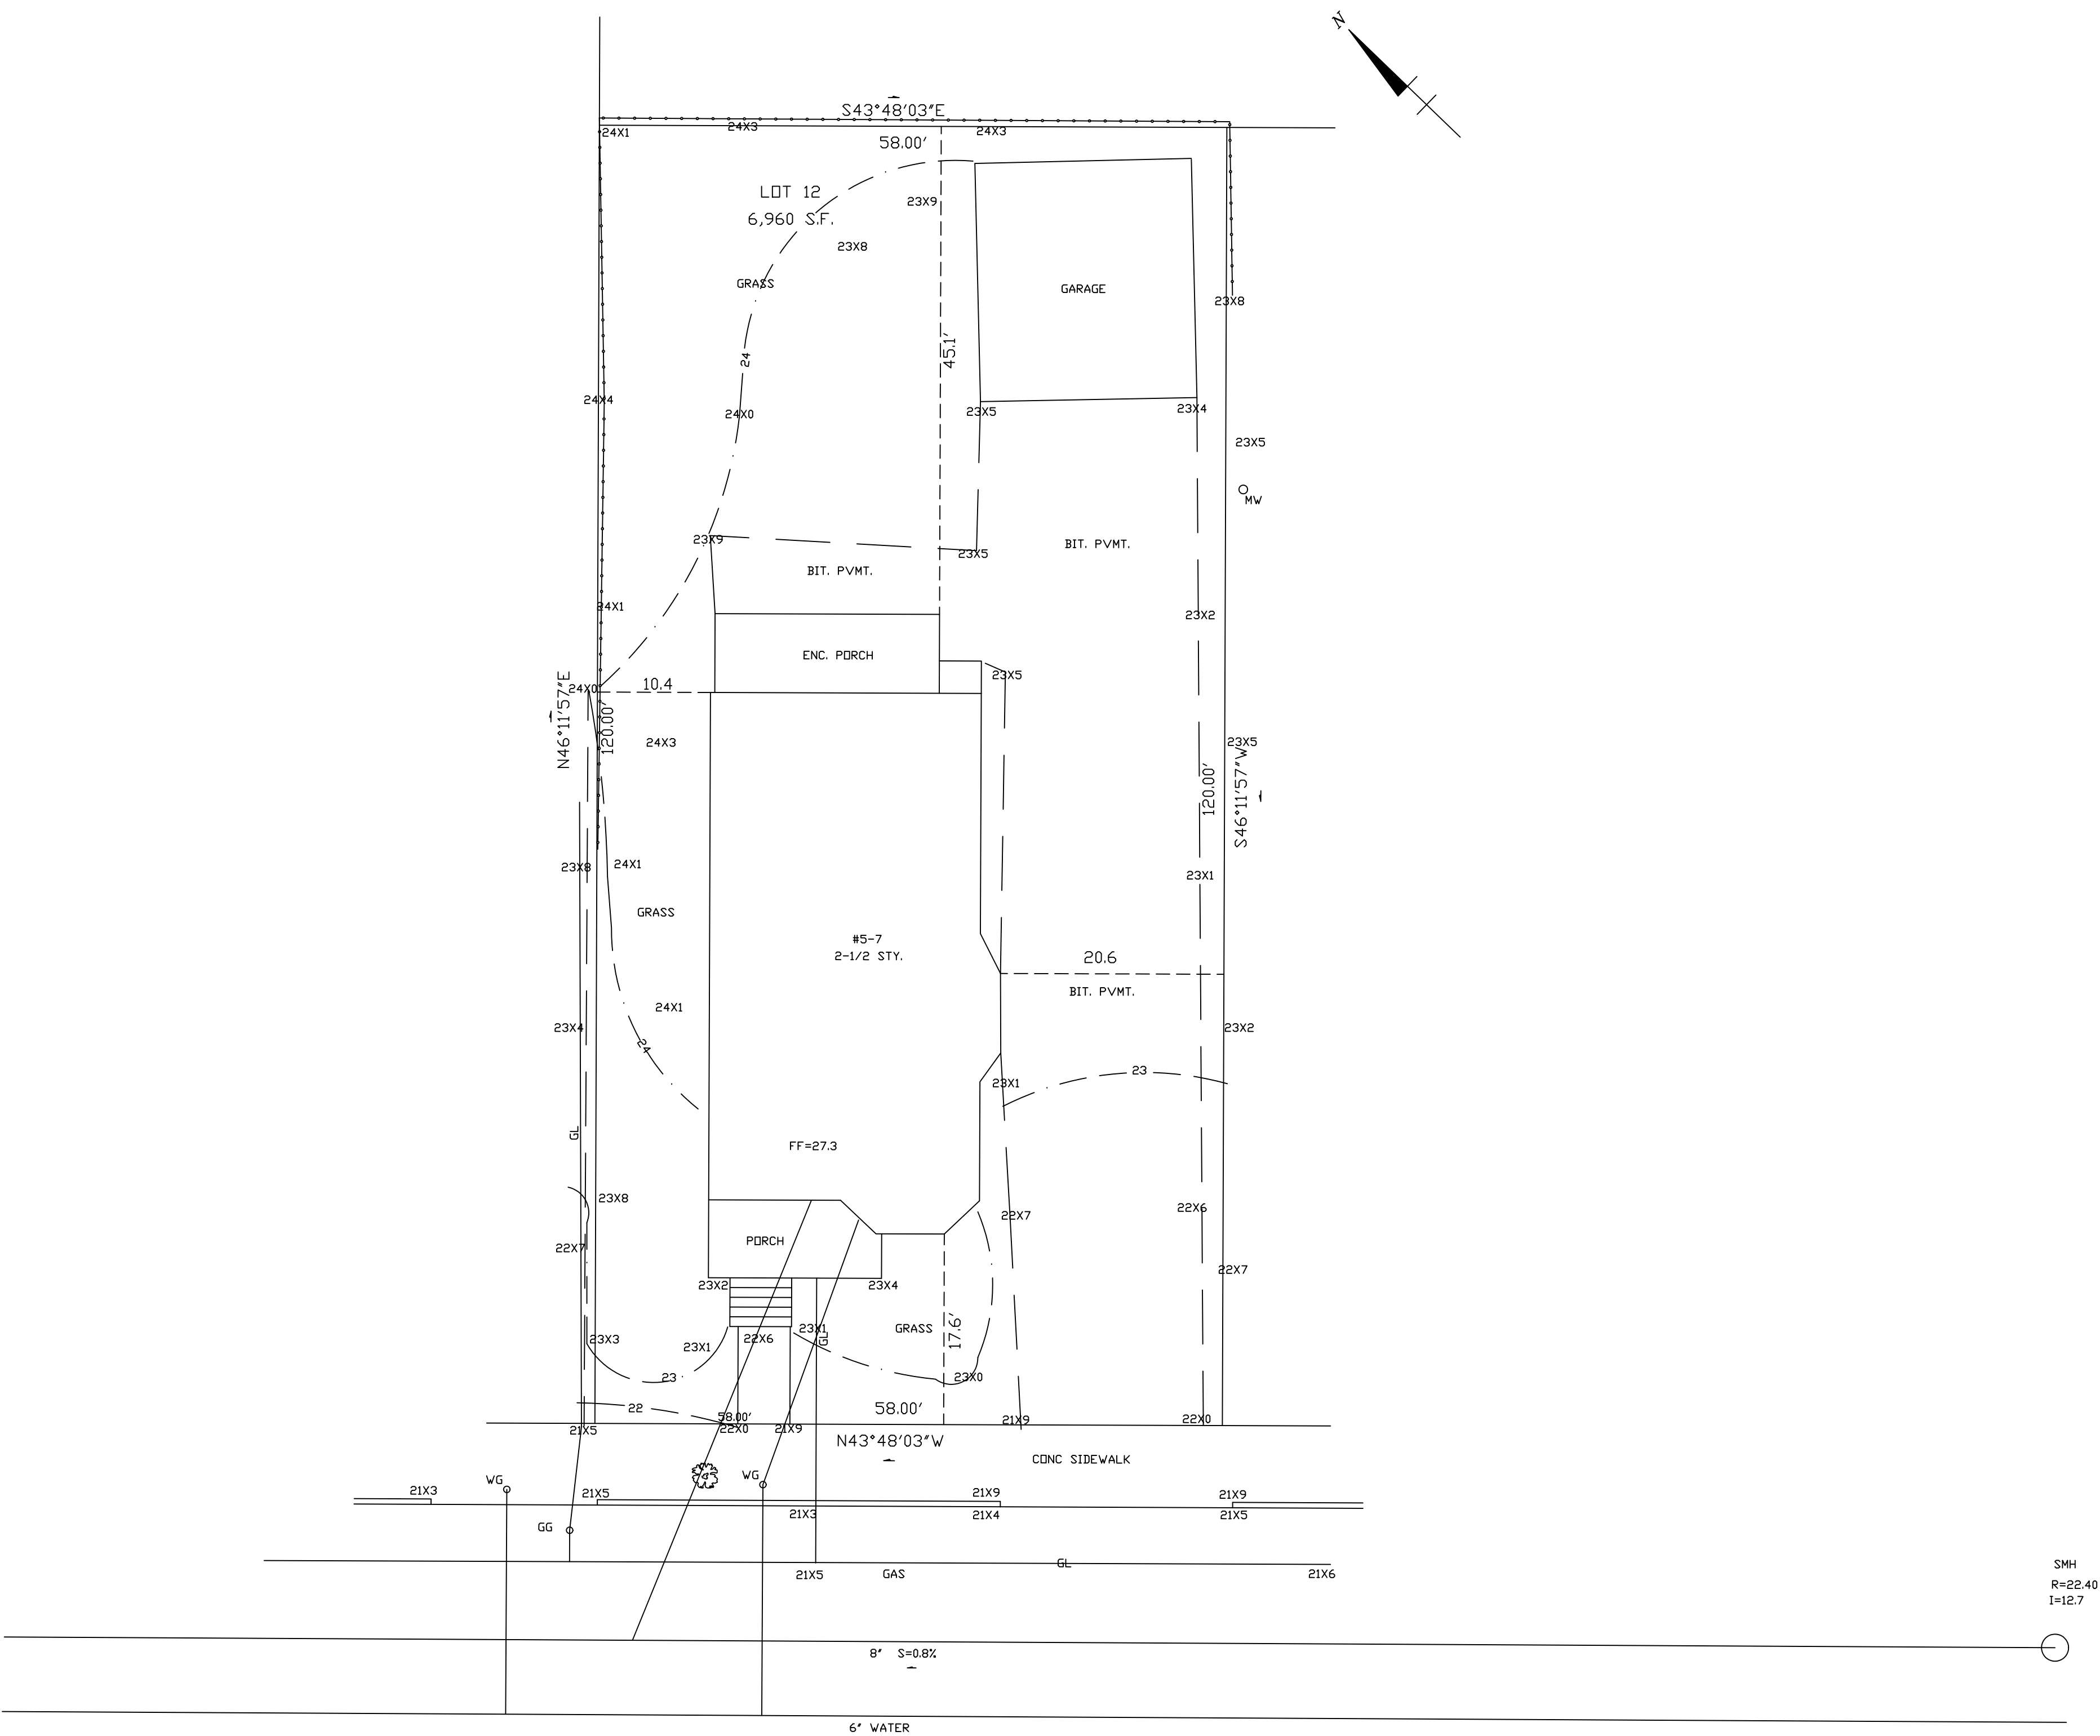 N
S43°48'03"E
24X1
24X3
24X3
58.00'
LOT 12
6,960 S.F.
23X9
23X8
GRASS
GARAGE
23X8
45.1'
24
24X4
24X0
23X5
23X4
23X5
MW
23X9
23X5
BIT. PVMT.
BIT. PVMT.
24X1
23X2
ENC. PORCH
23X5
24X0
10.4
N46°11'57"E
120.00'
24X3
23X5
120.00'
S46°11'57"W
23X8
24X1
23X1
GRASS
#5-7
2-1/2 STY.
20.6
BIT. PVMT.
24X1
23X4
23X2
24
23
23X1
GL
FF=27.3
23X8
22X6
22X7
22X7
PORCH
22X7
23X2
23X4
23X3
23X1
22X6
23X1
GL
GRASS
17.6'
23
23X0
22
58.00'
58.00'
21X5
22X0
21X9
21X9
22X0
N43°48'03"W
CONC SIDEWALK
WG
WG
21X3
21X5
21X9
21X9
21X3
21X4
21X5
GG
GL
21X5
GAS
21X6
SMH
R=22.40
I=12.7
8" S=0.8%
6" WATER